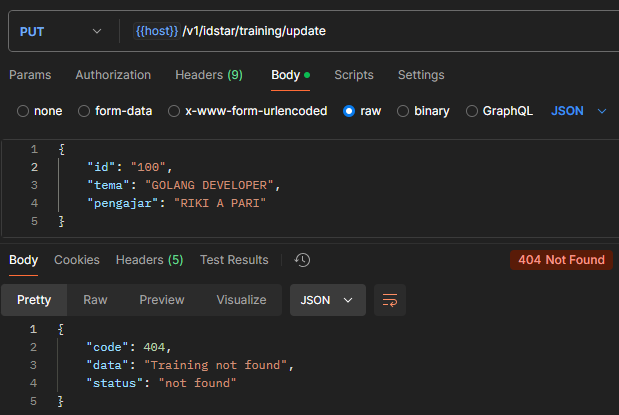 PUT {{host}} /v1/idstar/training/update
Params Authorization Headers (9) Body Scripts Settings
none form-data x-www-form-urlencoded raw binary GraphQL JSON
1 {
2 "id": "100",
3 "tema": "GOLANG DEVELOPER",
4 "pengajar": "RIKI A PARI"
5 }
Body Cookies Headers (5) Test Results 404 Not Found
Pretty Raw Preview Visualize JSON
1 {
2 "code": 404,
3 "data": "Training not found",
4 "status": "not found"
5 }